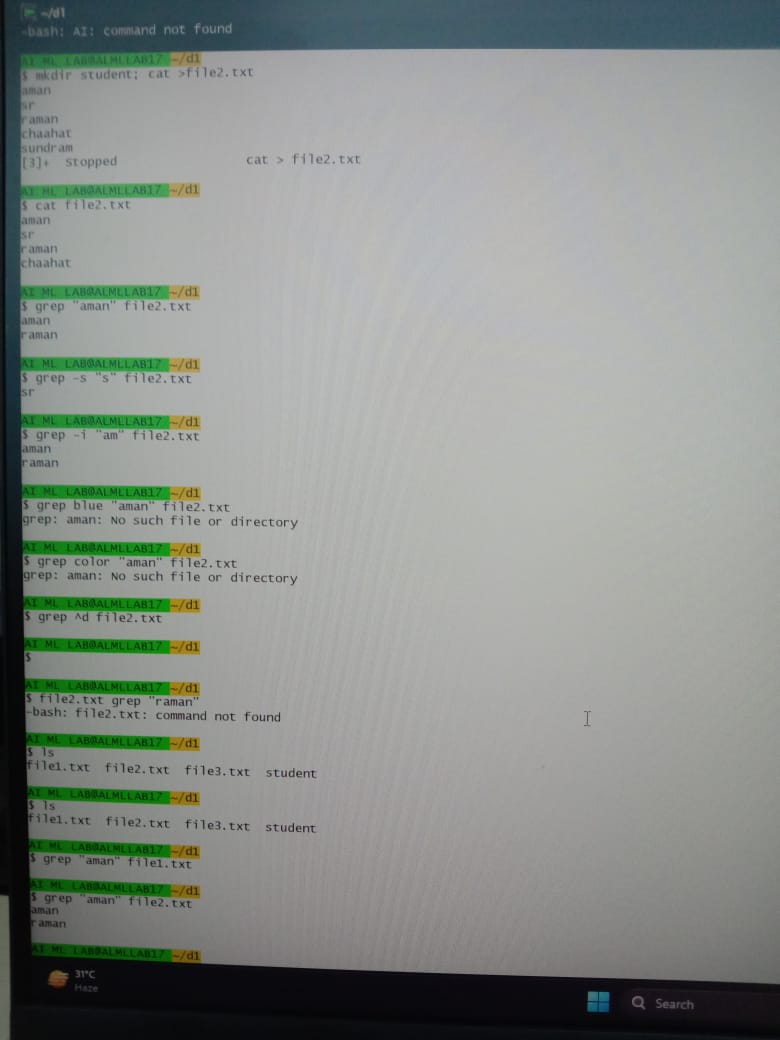 ~/d1
-bash: AI: command not found
AI ML LAB@ALMLLAB17 ~/d1
$ mkdir student; cat >file2.txt
aman
sr
raman
chaahat
sundram
[3]+  Stopped                 cat > file2.txt
AI ML LAB@ALMLLAB17 ~/d1
$ cat file2.txt
aman
sr
raman
chaahat
AI ML LAB@ALMLLAB17 ~/d1
$ grep "aman" file2.txt
aman
raman
AI ML LAB@ALMLLAB17 ~/d1
$ grep -s "s" file2.txt
sr
AI ML LAB@ALMLLAB17 ~/d1
$ grep -i "am" file2.txt
aman
raman
AI ML LAB@ALMLLAB17 ~/d1
$ grep blue "aman" file2.txt
grep: aman: No such file or directory
AI ML LAB@ALMLLAB17 ~/d1
$ grep color "aman" file2.txt
grep: aman: No such file or directory
AI ML LAB@ALMLLAB17 ~/d1
$ grep ^d file2.txt
AI ML LAB@ALMLLAB17 ~/d1
$
AI ML LAB@ALMLLAB17 ~/d1
$ file2.txt grep "raman"
-bash: file2.txt: command not found
AI ML LAB@ALMLLAB17 ~/d1
$ ls
file1.txt  file2.txt  file3.txt  student
AI ML LAB@ALMLLAB17 ~/d1
$ ls
file1.txt  file2.txt  file3.txt  student
AI ML LAB@ALMLLAB17 ~/d1
$ grep "aman" file1.txt
AI ML LAB@ALMLLAB17 ~/d1
$ grep "aman" file2.txt
aman
raman
AI ML LAB@ALMLLAB17 ~/d1
31°C
Haze
Search